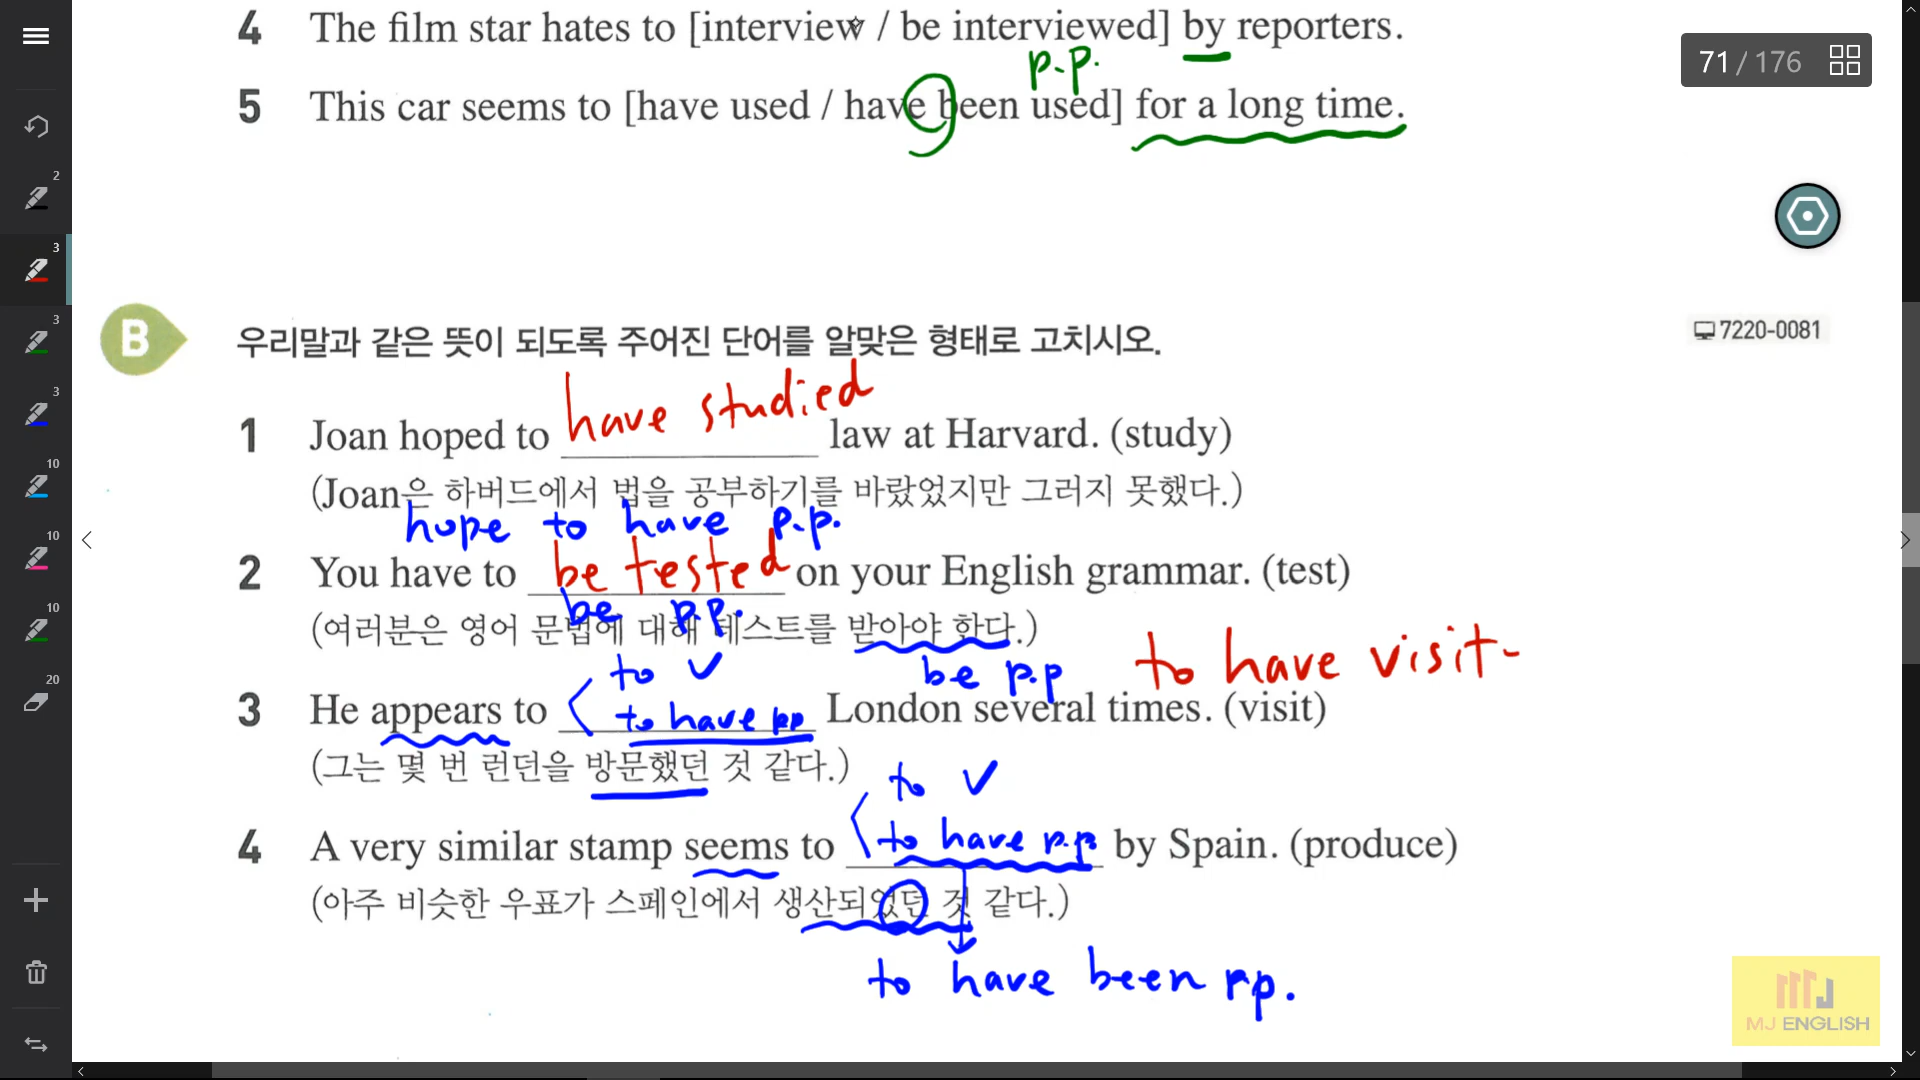 4 The film star hates to [interview / be interviewed] by reporters.
71 / 176
p.p.
5 This car seems to [have used / have been used] for a long time.
2
3
3
3
10
10
10
20
B 우리말과 같은 뜻이 되도록 주어진 단어를 알맞은 형태로 고치시오.
7220-0081
have studied
1 Joan hoped to ____ law at Harvard. (study)
(Joan은 하버드에서 법을 공부하기를 바랐었지만 그러지 못했다.)
hope to have p.p.
2 You have to be tested on your English grammar. (test)
be p.p.
(여러분은 영어 문법에 대해 테스트를 받아야 한다.)
be p.p
to v
to have visit-
3 He appears to to have pp London several times. (visit)
(그는 몇 번 런던을 방문했던 것 같다.)
to v
4 A very similar stamp seems to to have p.p. by Spain. (produce)
(아주 비슷한 우표가 스페인에서 생산되었던 것 같다.)
to have been pp.
MJ ENGLISH